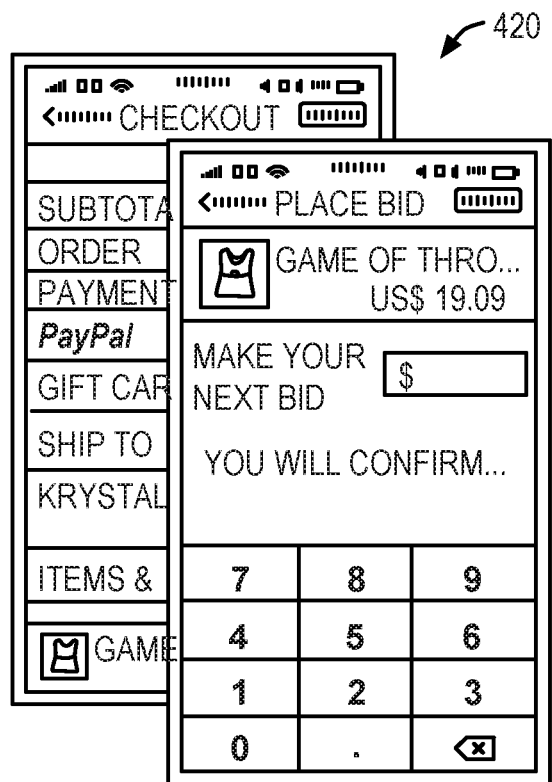 420
CHECKOUT
SUBTOTA
ORDER
PAYMENT
PayPal
GIFT CAR
SHIP TO
KRYSTAL
ITEMS &
GAME
PLACE BID
GAME OF THRO...
US$ 19.09
MAKE YOUR
NEXT BID
$
YOU WILL CONFIRM...
7 8 9
4 5 6
1 2 3
0 .